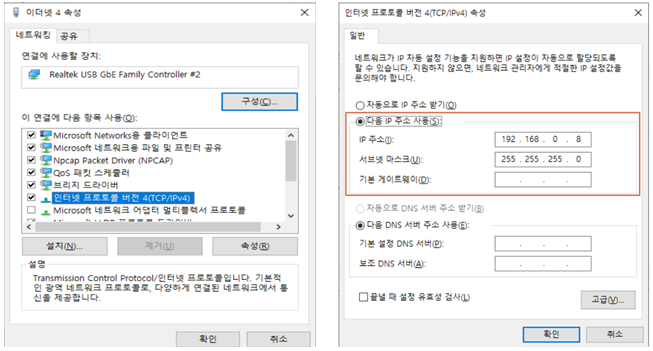 이더넷 4 속성
네트워킹 공유
연결에 사용할 장치:
Realtek USB GbE Family Controller #2
구성(C)...
이 연결에 다음 항목 사용(O):
Microsoft Networks용 클라이언트
Microsoft 네트워크용 파일 및 프린터 공유
Npcap Packet Driver (NPCAP)
QoS 패킷 스케줄러
브리지 드라이버
인터넷 프로토콜 버전 4(TCP/IPv4)
Microsoft 네트워크 어댑터 멀티플렉서 프로토콜
설치(N)... 제거(U) 속성(R)
설명
Transmission Control Protocol/인터넷 프로토콜입니다. 기본적
인 광역 네트워크 프로토콜로, 다양하게 연결된 네트워크에서 통
신을 제공합니다.
확인 취소
인터넷 프로토콜 버전 4(TCP/IPv4) 속성
일반
네트워크가 IP 자동 설정 기능을 지원하면 IP 설정이 자동으로 할당되도록
할 수 있습니다. 지원하지 않으면, 네트워크 관리자에게 적절한 IP 설정값을
문의해야 합니다.
자동으로 IP 주소 받기(O)
다음 IP 주소 사용(S):
IP 주소(I): 192 . 168 . 0 . 8
서브넷 마스크(U): 255 . 255 . 255 . 0
기본 게이트웨이(D): . . .
자동으로 DNS 서버 주소 받기(B)
다음 DNS 서버 주소 사용(E):
기본 설정 DNS 서버(P): . . .
보조 DNS 서버(A): . . .
끝낼 때 설정 유효성 검사(L) 고급(V)...
확인 취소